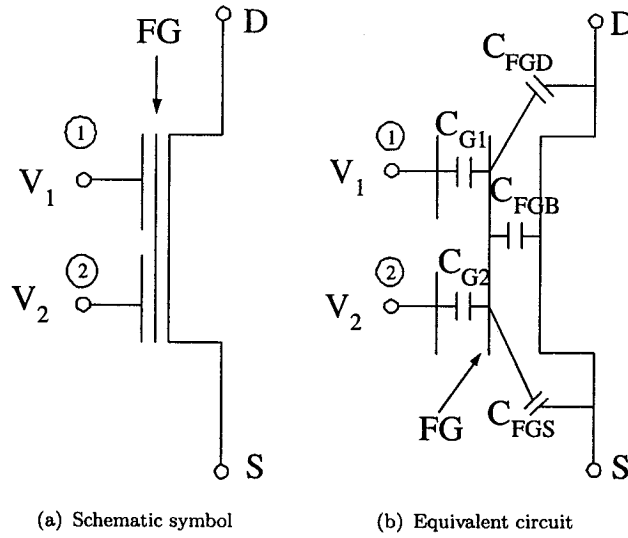 FG
D
1
V1
2
V2
S
(a) Schematic symbol
D
CFGD
1
CG1
V1
CFGB
2
CG2
V2
FG
CFGS
S
(b) Equivalent circuit